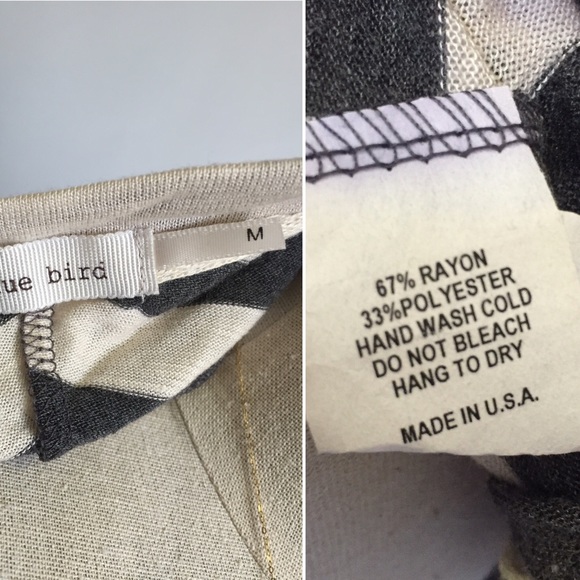 ue bird
M
67% RAYON
33%POLYESTER
HAND WASH COLD
DO NOT BLEACH
HANG TO DRY
MADE IN U.S.A.